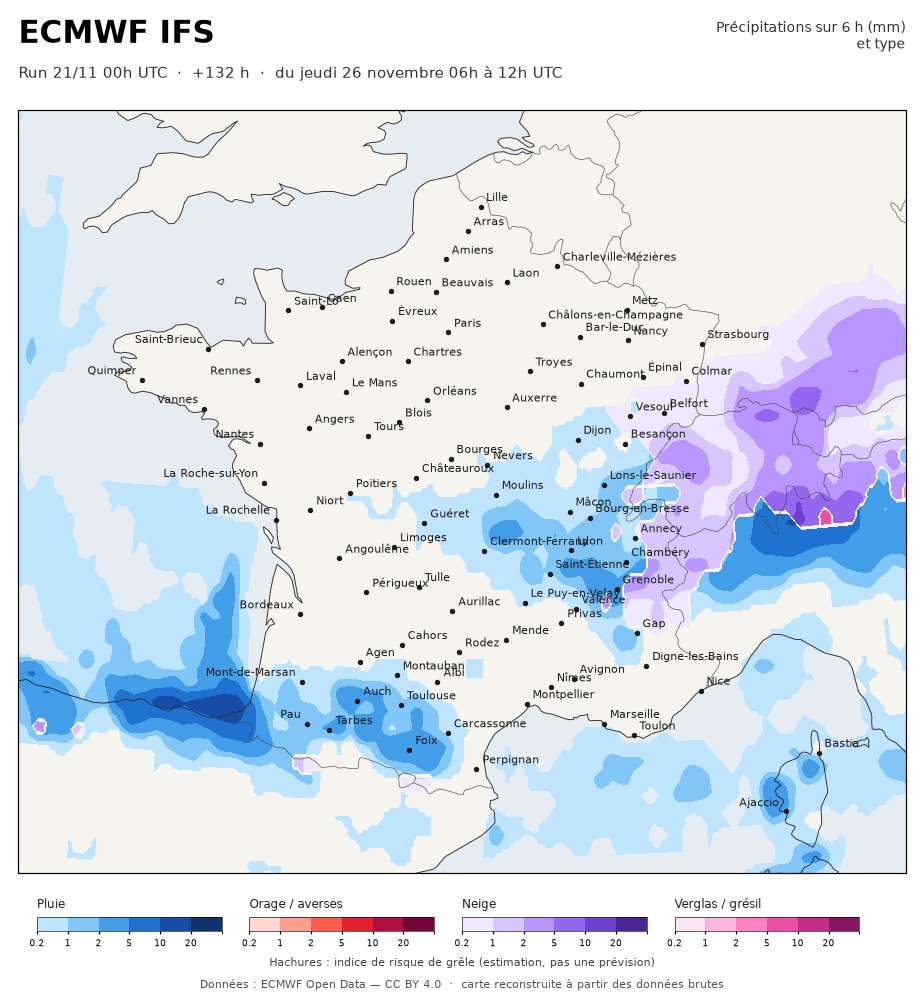 ECMWF IFS
Précipitations sur 6 h (mm)
et type
Run 21/11 00h UTC · +132 h · du jeudi 26 novembre 06h à 12h UTC
Lille
Arras
Amiens
Charleville-Mézières
Laon
Rouen
Beauvais
Saint-Lô
Caen
Metz
Évreux
Châlons-en-Champagne
Paris
Bar-le-Duc
Nancy
Strasbourg
Saint-Brieuc
Alençon
Chartres
Troyes
Épinal
Quimper
Rennes
Laval
Le Mans
Chaumont
Colmar
Vannes
Orléans
Auxerre
Vesoul
Belfort
Blois
Angers
Tours
Nantes
Dijon
Besançon
Bourges
Nevers
La Roche-sur-Yon
Châteauroux
Lons-le-Saunier
Poitiers
Moulins
Niort
La Rochelle
Guéret
Mâcon
Bourg-en-Bresse
Annecy
Limoges
Clermont-Ferrand
Lyon
Angoulême
Chambéry
Saint-Étienne
Périgueux
Tulle
Grenoble
Le Puy-en-Velay
Valence
Bordeaux
Aurillac
Privas
Gap
Cahors
Mende
Rodez
Agen
Digne-les-Bains
Mont-de-Marsan
Montauban
Albi
Avignon
Nîmes
Nice
Auch
Toulouse
Montpellier
Pau
Tarbes
Carcassonne
Marseille
Toulon
Foix
Bastia
Perpignan
Ajaccio
Pluie
Orage / averses
Neige
Verglas / grésil
0.2 1 2 5 10 20
0.2 1 2 5 10 20
0.2 1 2 5 10 20
0.2 1 2 5 10 20
Hachures : indice de risque de grêle (estimation, pas une prévision)
Données : ECMWF Open Data — CC BY 4.0 · carte reconstruite à partir des données brutes